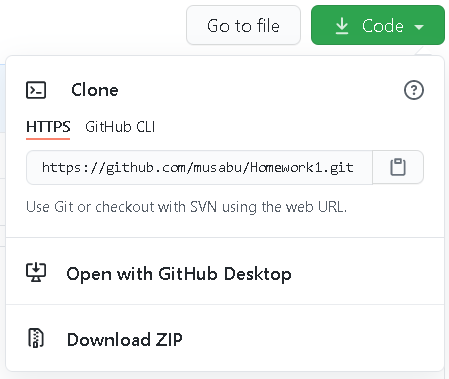 Go to file
Code
Clone
HTTPS GitHub CLI
https://github.com/musabu/Homework1.git
Use Git or checkout with SVN using the web URL.
Open with GitHub Desktop
Download ZIP